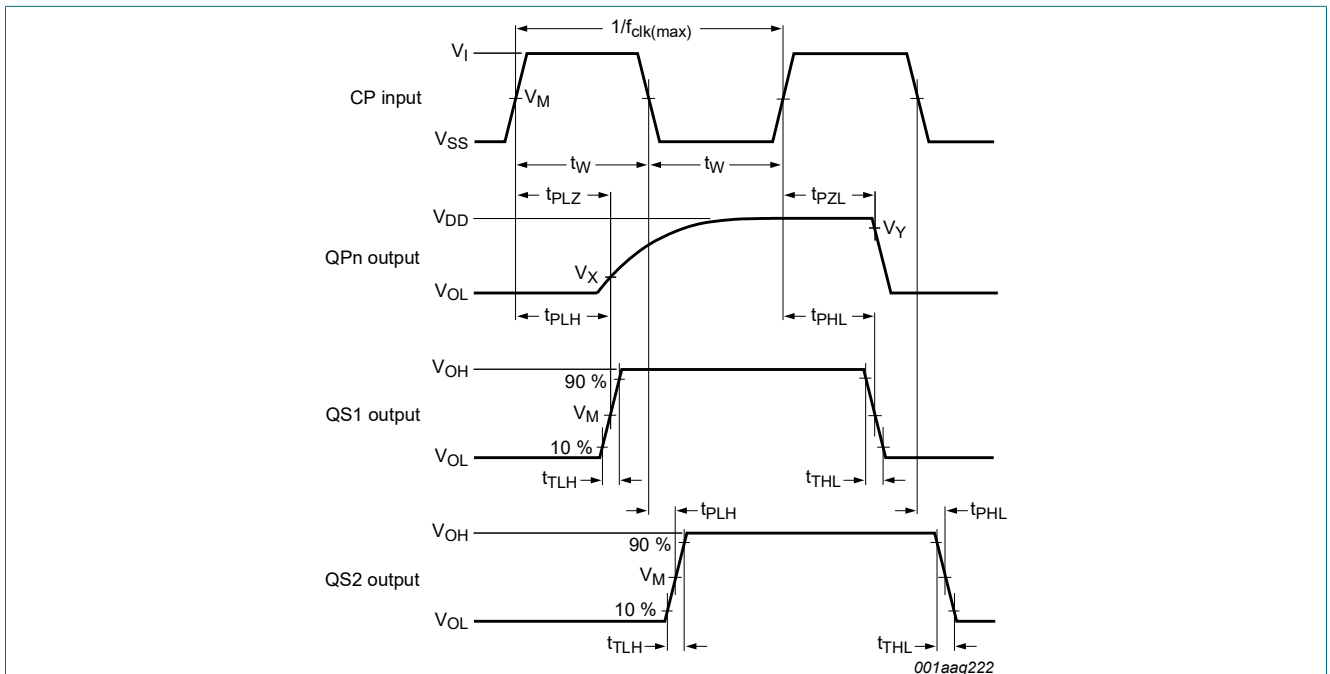 1/fclk(max)
VI
CP input
VM
VSS
tW tW
tPLZ tPZL
VDD
VY
QPn output
VX
VOL
tPLH tPHL
VOH
90 %
QS1 output
VM
10 %
VOL
tTLH tTHL
tPLH tPHL
VOH
90 %
QS2 output
VM
10 %
VOL
tTLH tTHL
001aag222